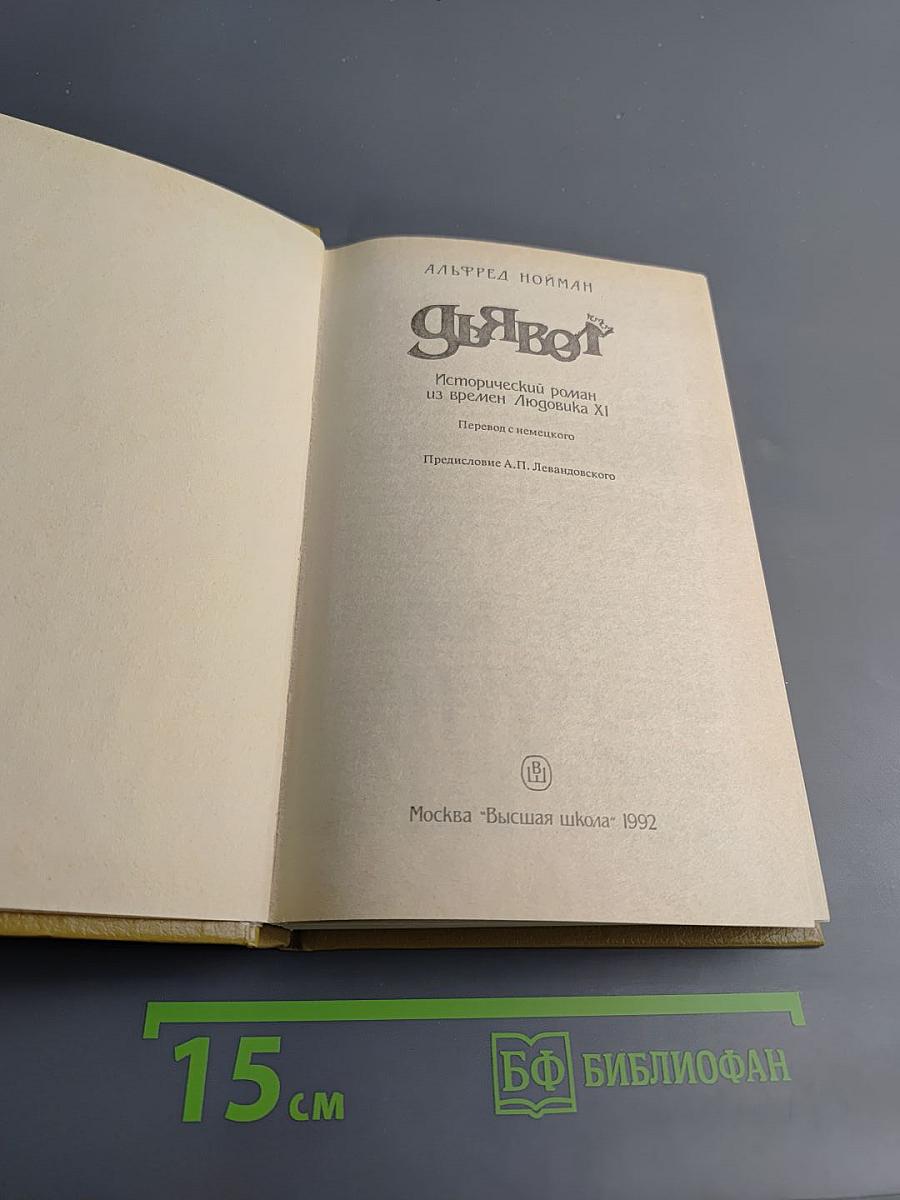 АЛЬФРЕД НОЙМАН
дьявол
Исторический роман
из времен Людовика XI
Перевод с немецкого
Предисловие А.П. Левандовского
ВШ
Москва "Высшая школа" 1992
15 см
БФ БИБЛИОФАН